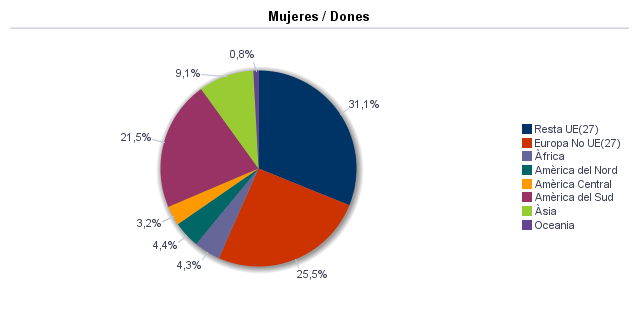 Mujeres / Dones
0,8%
9,1%
31,1%
21,5%
3,2%
4,4%
4,3%
25,5%
Resta UE(27)
Europa No UE(27)
Àfrica
Amèrica del Nord
Amèrica Central
Amèrica del Sud
Àsia
Oceania